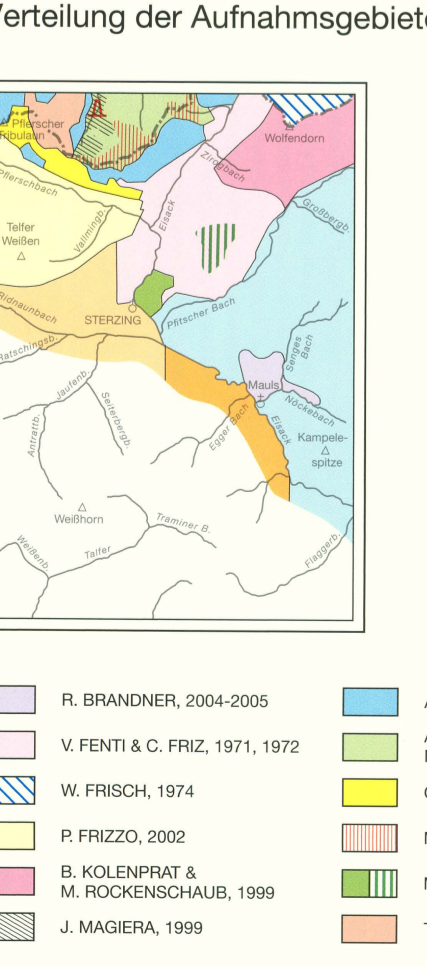 Verteilung der Aufnahmsgebiete
Pflerscher
Tribulaun
Wolfendorn
Zirogbach
Pflerschbach
Großbergb.
Vallmingb.
Eisack
Telfer
Weißen
Ridnaunbach
STERZING
Pfitscher Bach
Ratschingsb.
Senges
Bach
Jaufenb.
Mauls
Seiterbergb.
Nöckebach
Antrattb.
Egger Bach
Eisack
Kampele-
spitze
Weißhorn
Traminer B.
Weißenb.
Talfer
Flaggerb.
R. BRANDNER, 2004-2005
V. FENTI & C. FRIZ, 1971, 1972
W. FRISCH, 1974
P. FRIZZO, 2002
B. KOLENPRAT &
M. ROCKENSCHAUB, 1999
J. MAGIERA, 1999